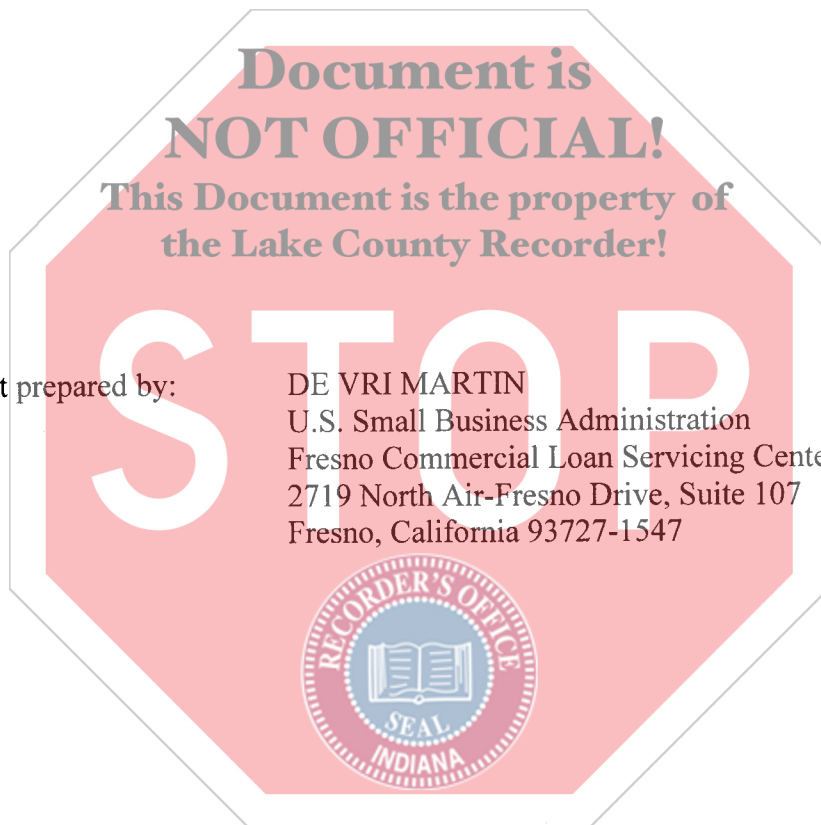 Document is
NOT OFFICIAL!
This Document is the property of
the Lake County Recorder!
STOP
t prepared by: DE VRI MARTIN
U.S. Small Business Administration
Fresno Commercial Loan Servicing Cente
2719 North Air-Fresno Drive, Suite 107
Fresno, California 93727-1547
RECORDER'S OFFICE
SEAL
INDIANA